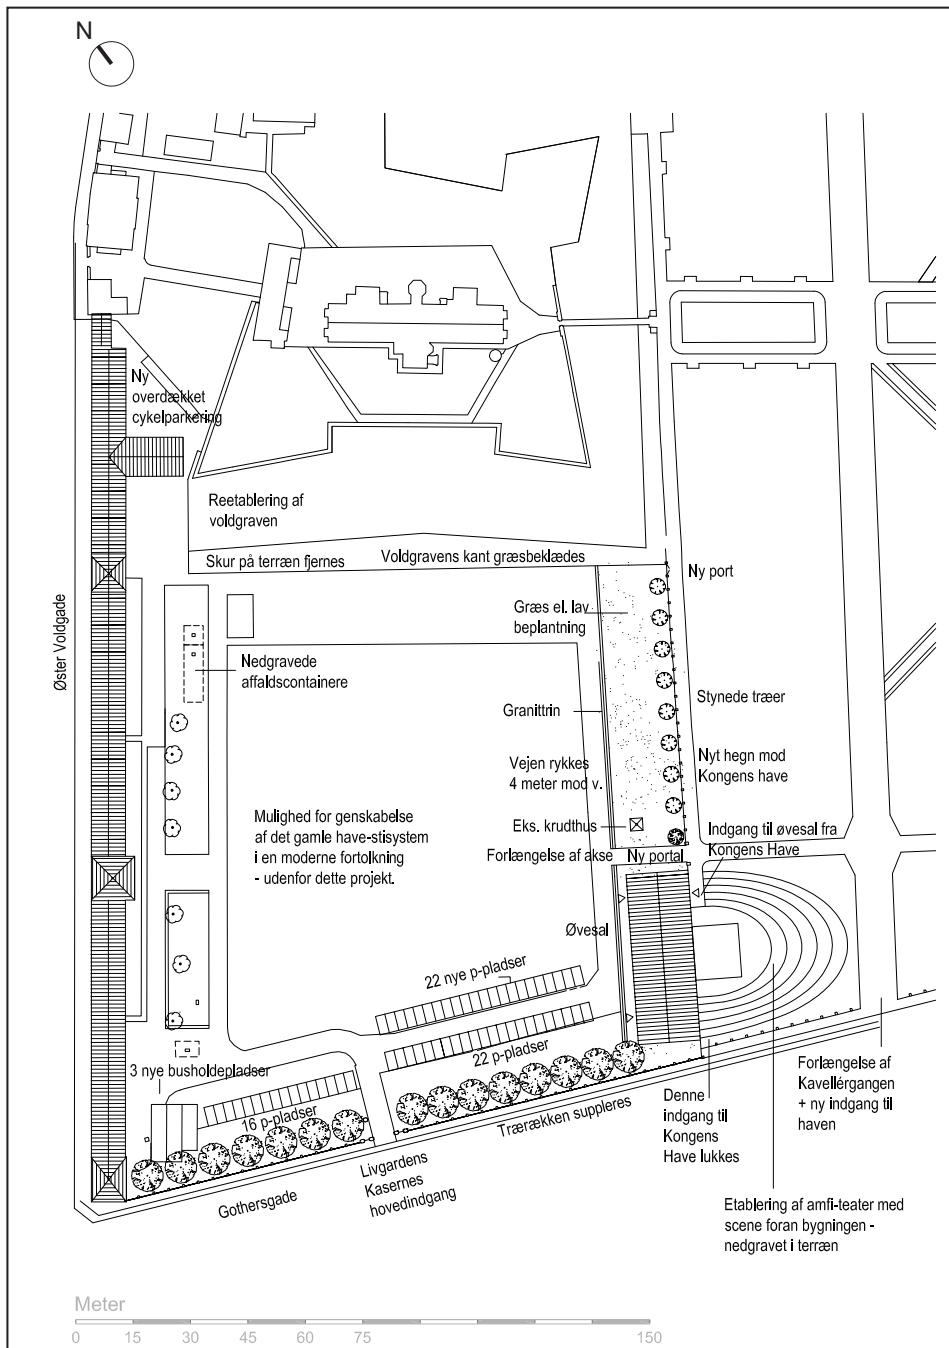 N
Ny
overdækket
cykelparkering
Reetablering af
voldgraven
Skur på terræn fjernes
Voldgravens kant græsbeklædes
Ny port
Græs el. lav
beplantning
Øster Voldgade
Nedgravede
affaldscontainere
Granittrin
Stynede træer
Vejen rykkes
4 meter mod v.
Nyt hegn mod
Kongens have
Mulighed for genskabelse
af det gamle have-stisystem
i en moderne fortolkning
- udenfor dette projekt.
Eks. krudthus
Indgang til øvesal fra
Kongens Have
Forlængelse af akse
Ny portal
Øvesal
22 nye p-pladser
22 p-pladser
3 nye busholdepladser
16 p-pladser
Trærækken suppleres
Gothersgade
Livgardens
Kasernes
hovedindgang
Denne
indgang til
Kongens
Have lukkes
Forlængelse af
Kavellérgangen
+ ny indgang til
haven
Etablering af amfi-teater med
scene foran bygningen -
nedgravet i terræn
Meter
0 15 30 45 60 75 150